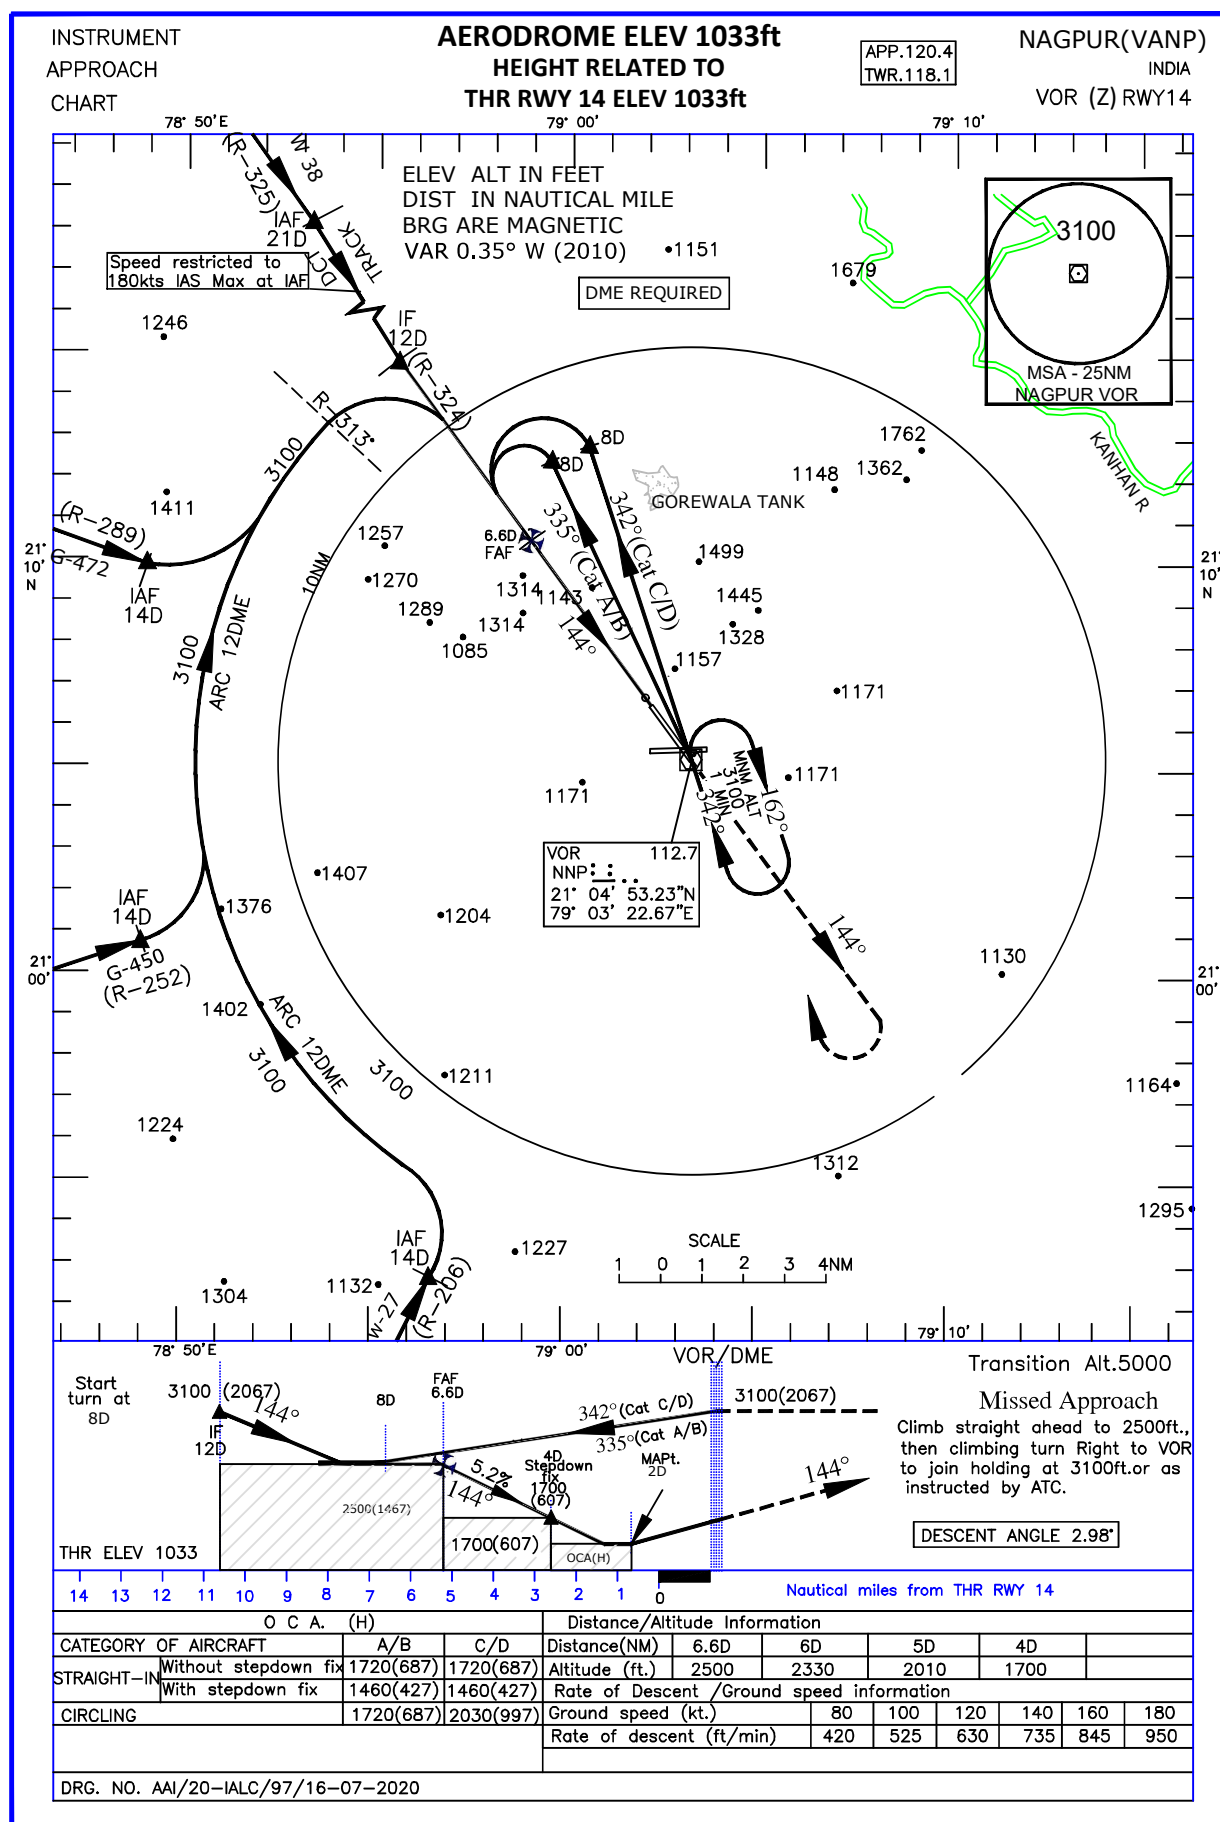 INSTRUMENT
APPROACH
CHART
AERODROME ELEV 1033ft
HEIGHT RELATED TO
THR RWY 14 ELEV 1033ft
APP.120.4
TWR.118.1
NAGPUR(VANP)
INDIA
VOR (Z) RWY14
78° 50'E
79° 00'
79° 10'
ELEV ALT IN FEET
DIST IN NAUTICAL MILE
BRG ARE MAGNETIC
VAR 0.35° W (2010)
DME REQUIRED
W-38
(R-325)
IAF
21D
DCT TRACK
Speed restricted to
180kts IAS Max at IAF
IF
12D
(R-324)
3100
MSA - 25NM
NAGPUR VOR
KANHAN R
1151
1679
1246
R-313°
3100
1411
(R-289)
G-472
IAF
14D
21°
10'
N
21°
10'
N
10NM
8D
8D
GOREWALA TANK
1762
1362
1148
1499
1445
1328
1157
1171
1171
1257
1270
1289
1085
1314
1314
1143
6.6D
FAF
144°
335° (Cat A/B)
342° (Cat C/D)
3100
ARC 12DME
MNM ALT
3100
1 MIN
342°
162°
1171
VOR 112.7
NNP
21° 04' 53.23"N
79° 03' 22.67"E
1407
1376
1204
IAF
14D
G-450
(R-252)
21°
00'
21°
00'
144°
1130
1402
ARC 12DME
3100
3100
1211
1164
1224
1312
1295
IAF
14D
W-27
(R-206)
1227
1132
1304
SCALE
1 0 1 2 3 4NM
78° 50'E
79° 00'
79° 10'
Start
turn at
8D
3100 (2067)
144°
IF
12D
8D
FAF
6.6D
VOR/DME
342°(Cat C/D)
335°(Cat A/B)
3100(2067)
5.2%
144°
4D
Stepdown
fix
1700
(607)
MAPt.
2D
144°
2500(1467)
1700(607)
OCA(H)
THR ELEV 1033
Transition Alt.5000
Missed Approach
Climb straight ahead to 2500ft.,
then climbing turn Right to VOR
to join holding at 3100ft.or as
instructed by ATC.
DESCENT ANGLE 2.98°
14 13 12 11 10 9 8 7 6 5 4 3 2 1 0
Nautical miles from THR RWY 14
O C A. (H)
CATEGORY OF AIRCRAFT A/B C/D
STRAIGHT-IN Without stepdown fix 1720(687) 1720(687)
With stepdown fix 1460(427) 1460(427)
CIRCLING 1720(687) 2030(997)
Distance/Altitude Information
Distance(NM) 6.6D 6D 5D 4D
Altitude (ft.) 2500 2330 2010 1700
Rate of Descent /Ground speed information
Ground speed (kt.) 80 100 120 140 160 180
Rate of descent (ft/min) 420 525 630 735 845 950
DRG. NO. AAI/20-IALC/97/16-07-2020